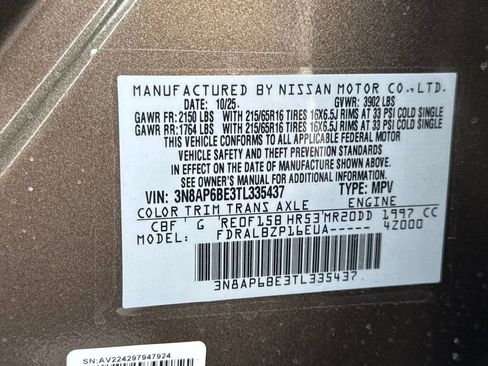 MANUFACTURED BY NISSAN MOTOR CO., LTD.
DATE 10/25. GVWR: 3902 LBS
GAWR FR: 2150 LBS WITH 215/65R16 TIRES 16X6.5J RIMS AT 33 PSI COLD SINGLE
GAWR RR: 1764 LBS WITH 215/65R16 TIRES 16X6.5J RIMS AT 33 PSI COLD SINGLE
THIS VEHICLE CONFORMS TO ALL APPLICABLE FEDERAL MOTOR
VEHICLE SAFETY AND THEFT PREVENTION STANDARDS
IN EFFECT ON THE DATE OF MANUFACTURE SHOWN ABOVE.
SEE OWNER'S MANUAL FOR ADDITIONAL INFORMATION.
VIN: 3N8AP6BE3TL335437 TYPE: MPV
COLOR TRIM TRANS AXLE ENGINE
CBF G RE0F15B HR53 MR20DD 1997 CC
FDRALBZP16EUA----- 4Z000
3N8AP6BE3TL335437
SN:AV224297947924